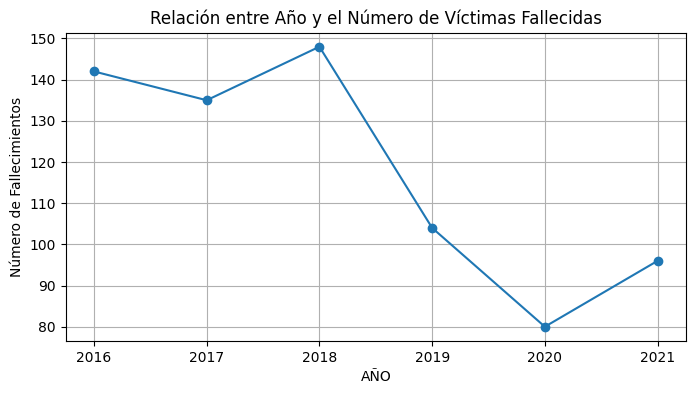 Relación entre Año y el Número de Víctimas Fallecidas
Número de Fallecimientos
150
140
130
120
110
100
90
80
2016 2017 2018 2019 2020 2021
AÑO